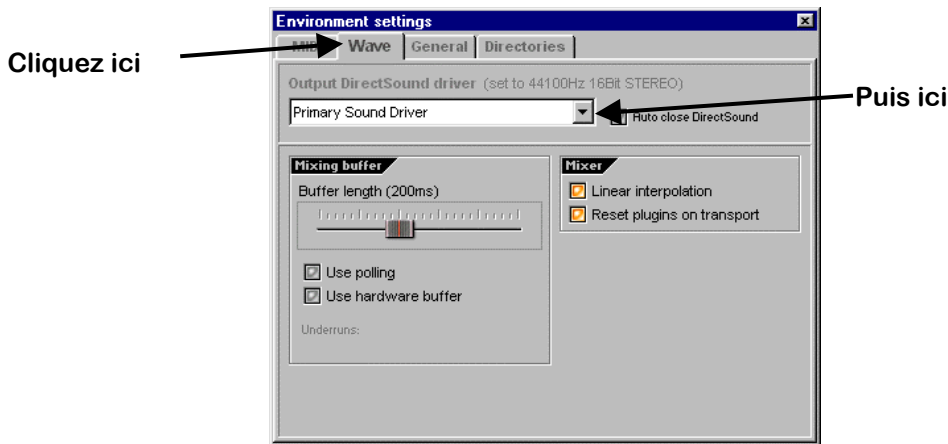 Environment settings
Cliquez ici
Wave General Directories
Output DirectSound driver (set to 44100Hz 16Bit STEREO)
Puis ici
Primary Sound Driver
Auto close DirectSound
Mixing buffer
Mixer
Buffer length (200ms)
Linear interpolation
Reset plugins on transport
Use polling
Use hardware buffer
Underruns: